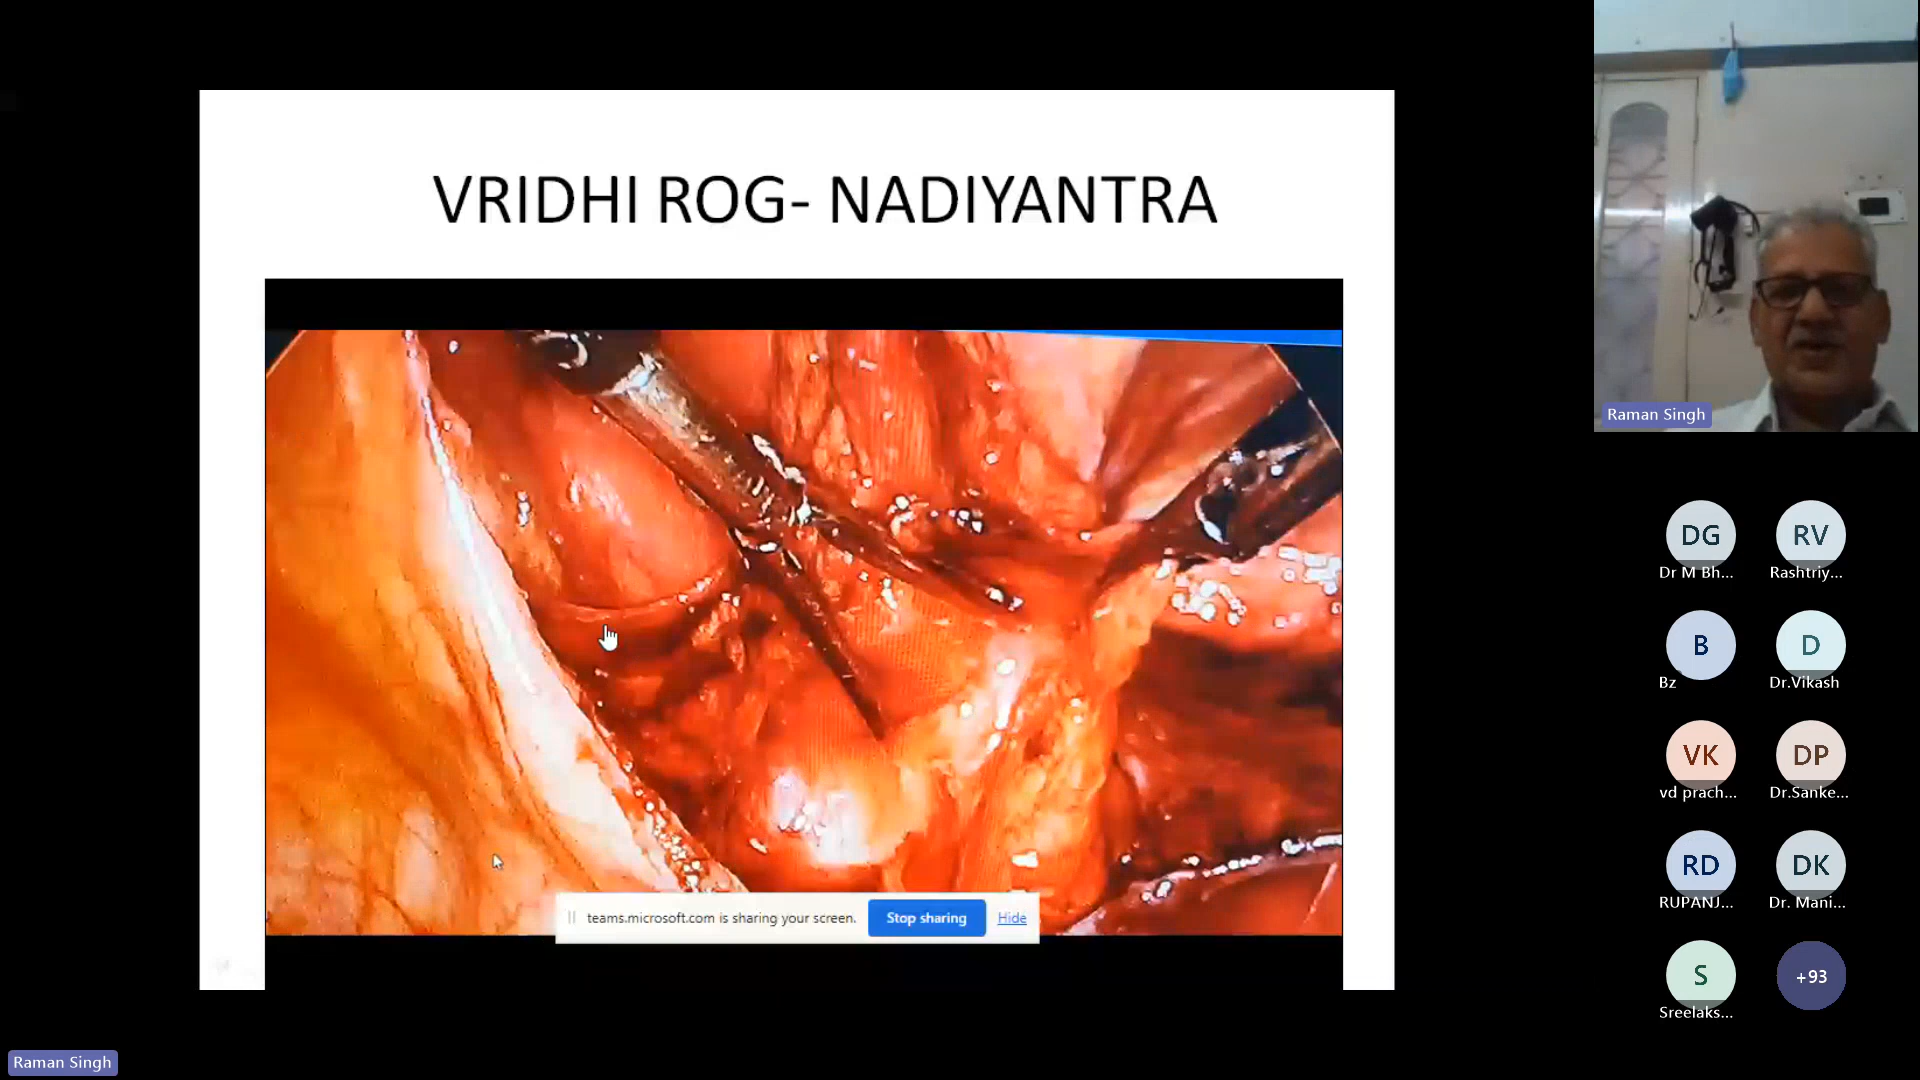 VRIDHI ROG- NADIYANTRA
teams.microsoft.com is sharing your screen.
Stop sharing
Hide
Raman Singh
DG
Dr M Bh...
RV
Rashtriy...
B
Bz
D
Dr.Vikash
VK
vd prach...
DP
Dr.Sanke...
RD
RUPANJ...
DK
Dr. Mani...
S
Sreelaks...
+93
Raman Singh